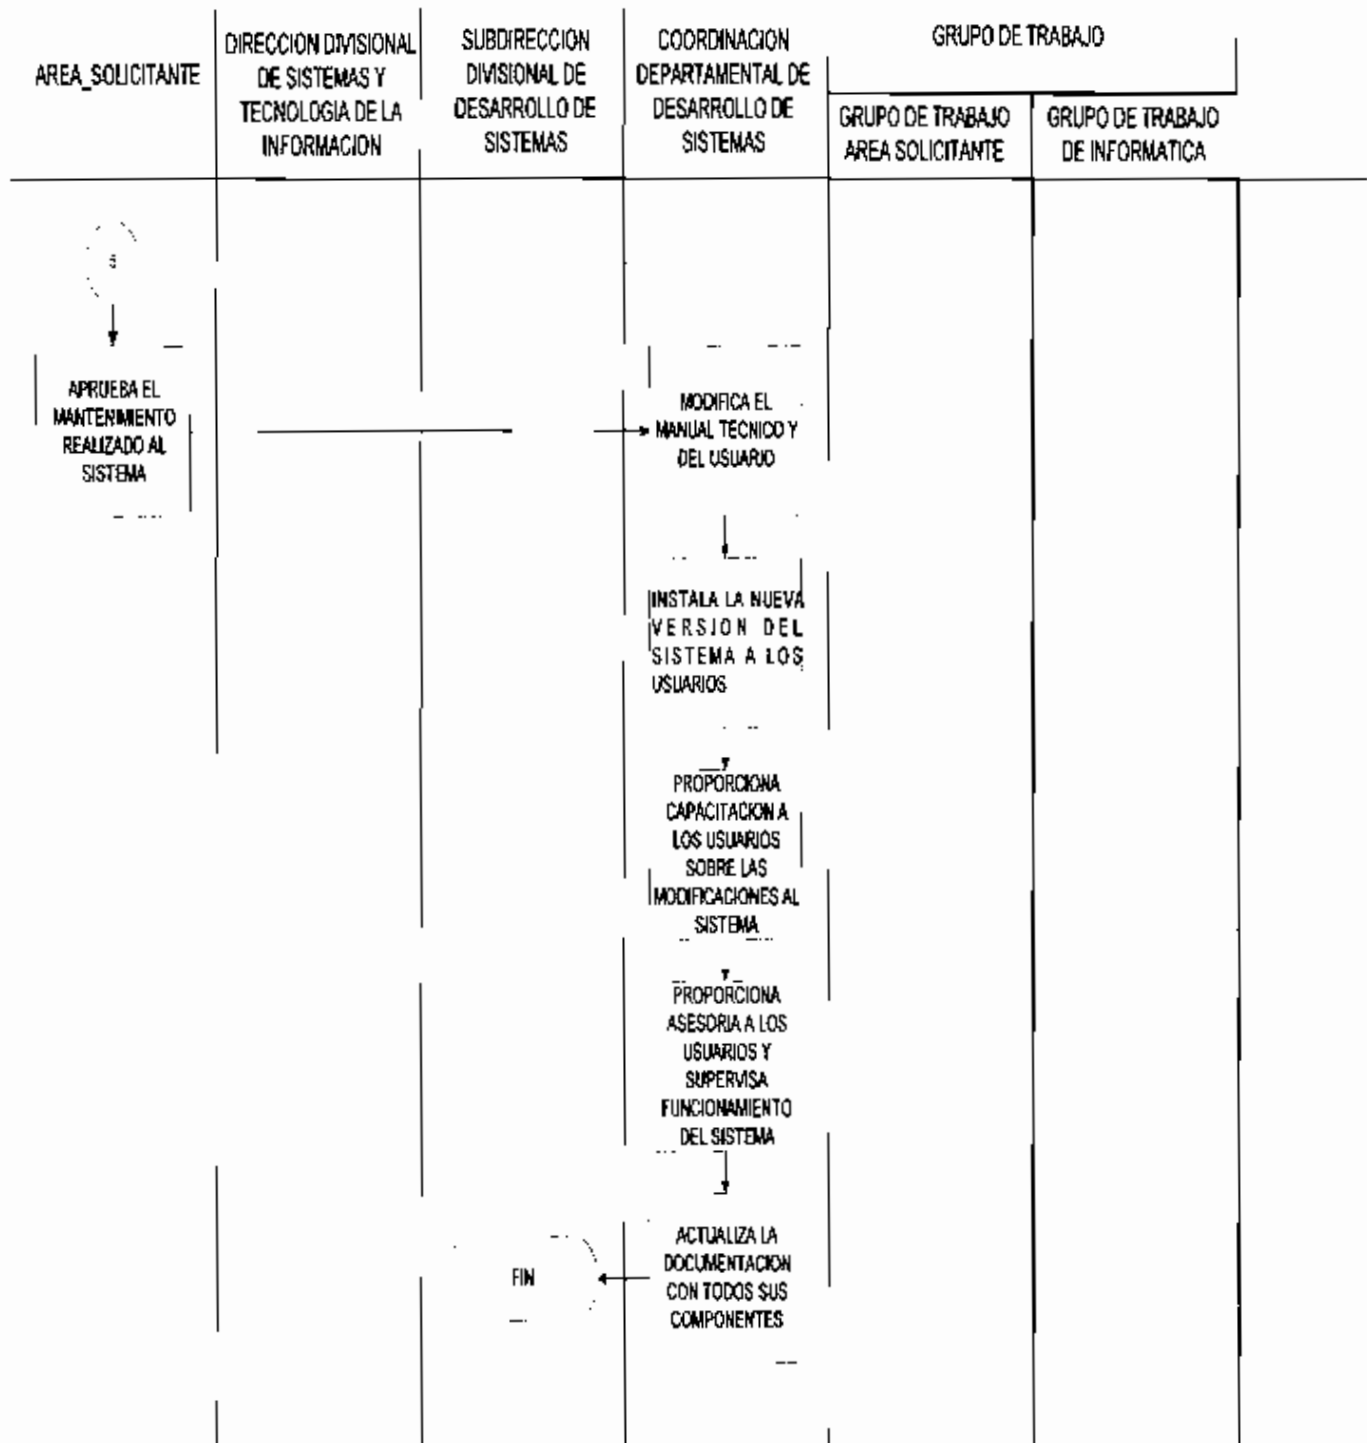 AREA_SOLICITANTE
DIRECCION DIVISIONAL
DE SISTEMAS Y
TECNOLOGIA DE LA
INFORMACION
SUBDIRECCION
DIVISIONAL DE
DESARROLLO DE
SISTEMAS
COORDINACION
DEPARTAMENTAL DE
DESARROLLO DE
SISTEMAS
GRUPO DE TRABAJO
GRUPO DE TRABAJO
AREA SOLICITANTE
GRUPO DE TRABAJO
DE INFORMATICA
APRUEBA EL
MANTENIMIENTO
REALIZADO AL
SISTEMA
MODIFICA EL
MANUAL TECNICO Y
DEL USUARIO
INSTALA LA NUEVA
VERSION DEL
SISTEMA A LOS
USUARIOS
PROPORCIONA
CAPACITACION A
LOS USUARIOS
SOBRE LAS
MODIFICACIONES AL
SISTEMA
PROPORCIONA
ASESORIA A LOS
USUARIOS Y
SUPERVISA
FUNCIONAMIENTO
DEL SISTEMA
ACTUALIZA LA
DOCUMENTACION
CON TODOS SUS
COMPONENTES
FIN